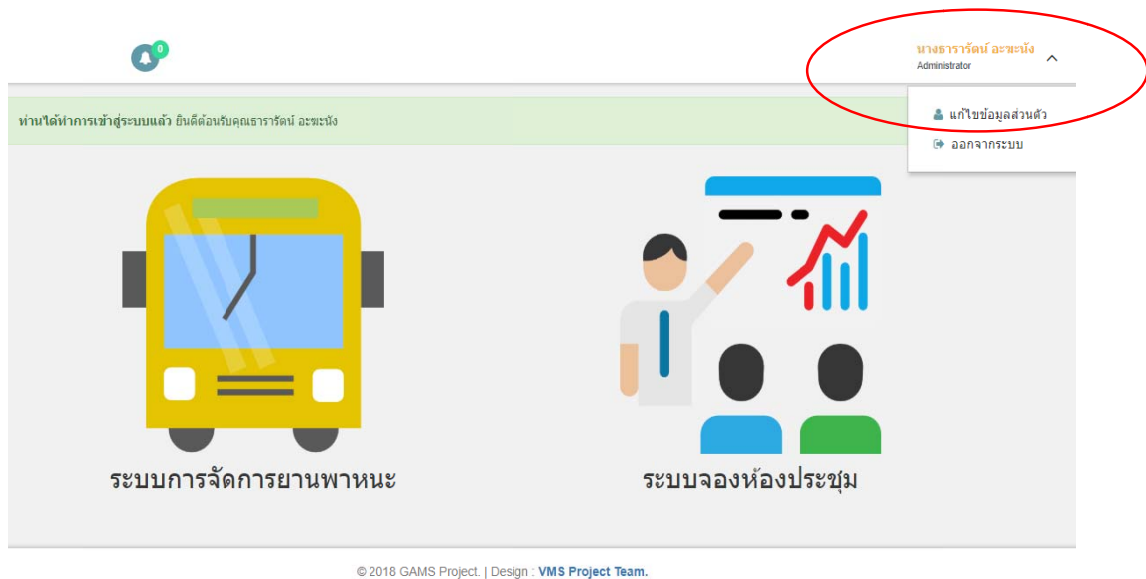 0
นางธารารัตน์ อะฆะนัง
Administrator
ท่านได้ทำการเข้าสู่ระบบแล้ว ยินดีต้อนรับคุณธารารัตน์ อะฆะนัง
แก้ไขข้อมูลส่วนตัว
ออกจากระบบ
ระบบการจัดการยานพาหนะ
ระบบจองห้องประชุม
© 2018 GAMS Project. | Design : VMS Project Team.